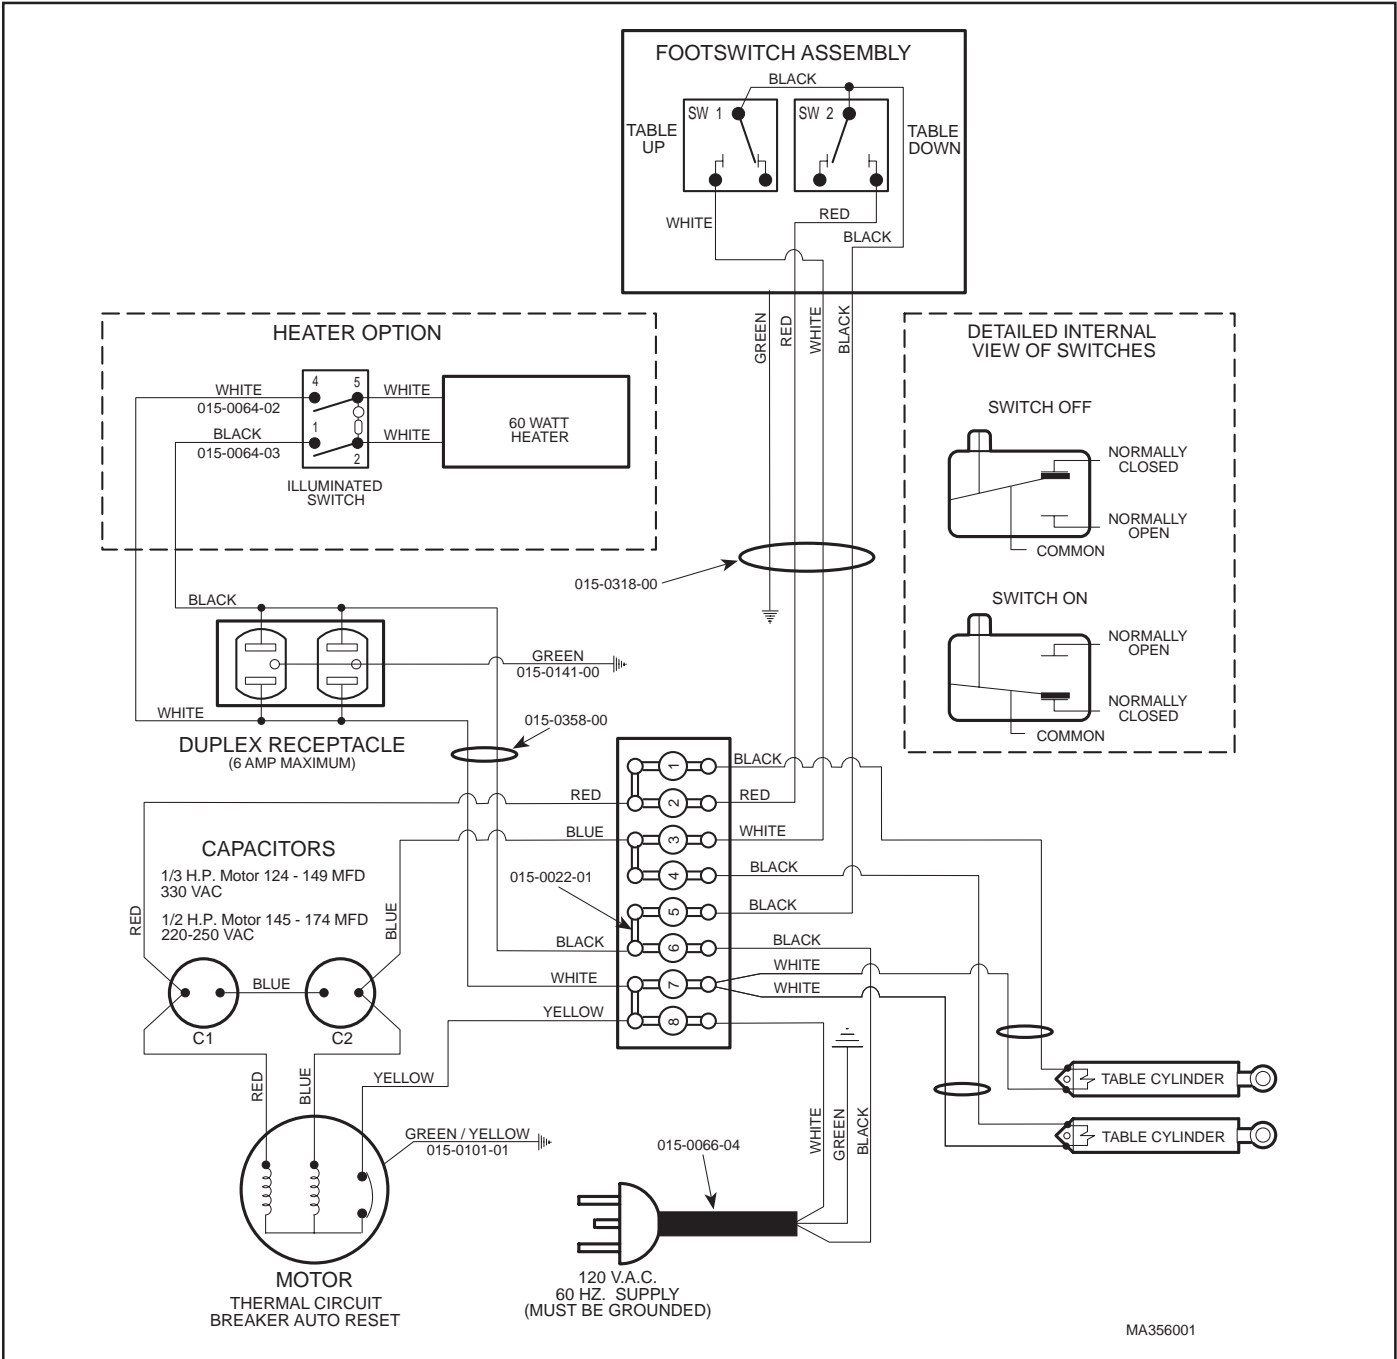 FOOTSWITCH ASSEMBLY
BLACK
SW 1
SW 2
TABLE
UP
TABLE
DOWN
WHITE
RED
BLACK
GREEN
RED
WHITE
BLACK
HEATER OPTION
WHITE
015-0064-02
BLACK
015-0064-03
4
5
1
2
WHITE
WHITE
60 WATT
HEATER
ILLUMINATED
SWITCH
DETAILED INTERNAL
VIEW OF SWITCHES
SWITCH OFF
NORMALLY
CLOSED
NORMALLY
OPEN
COMMON
SWITCH ON
NORMALLY
OPEN
NORMALLY
CLOSED
COMMON
015-0318-00
BLACK
GREEN
015-0141-00
WHITE
015-0358-00
DUPLEX RECEPTACLE
(6 AMP MAXIMUM)
RED
BLUE
015-0022-01
BLACK
WHITE
YELLOW
1
2
3
4
5
6
7
8
BLACK
RED
WHITE
BLACK
BLACK
BLACK
WHITE
WHITE
CAPACITORS
1/3 H.P. Motor 124 - 149 MFD
330 VAC
1/2 H.P. Motor 145 - 174 MFD
220-250 VAC
RED
BLUE
BLUE
C1
C2
RED
BLUE
YELLOW
GREEN / YELLOW
015-0101-01
MOTOR
THERMAL CIRCUIT
BREAKER AUTO RESET
WHITE
GREEN
BLACK
015-0066-04
120 V.A.C.
60 HZ. SUPPLY
(MUST BE GROUNDED)
TABLE CYLINDER
TABLE CYLINDER
MA356001